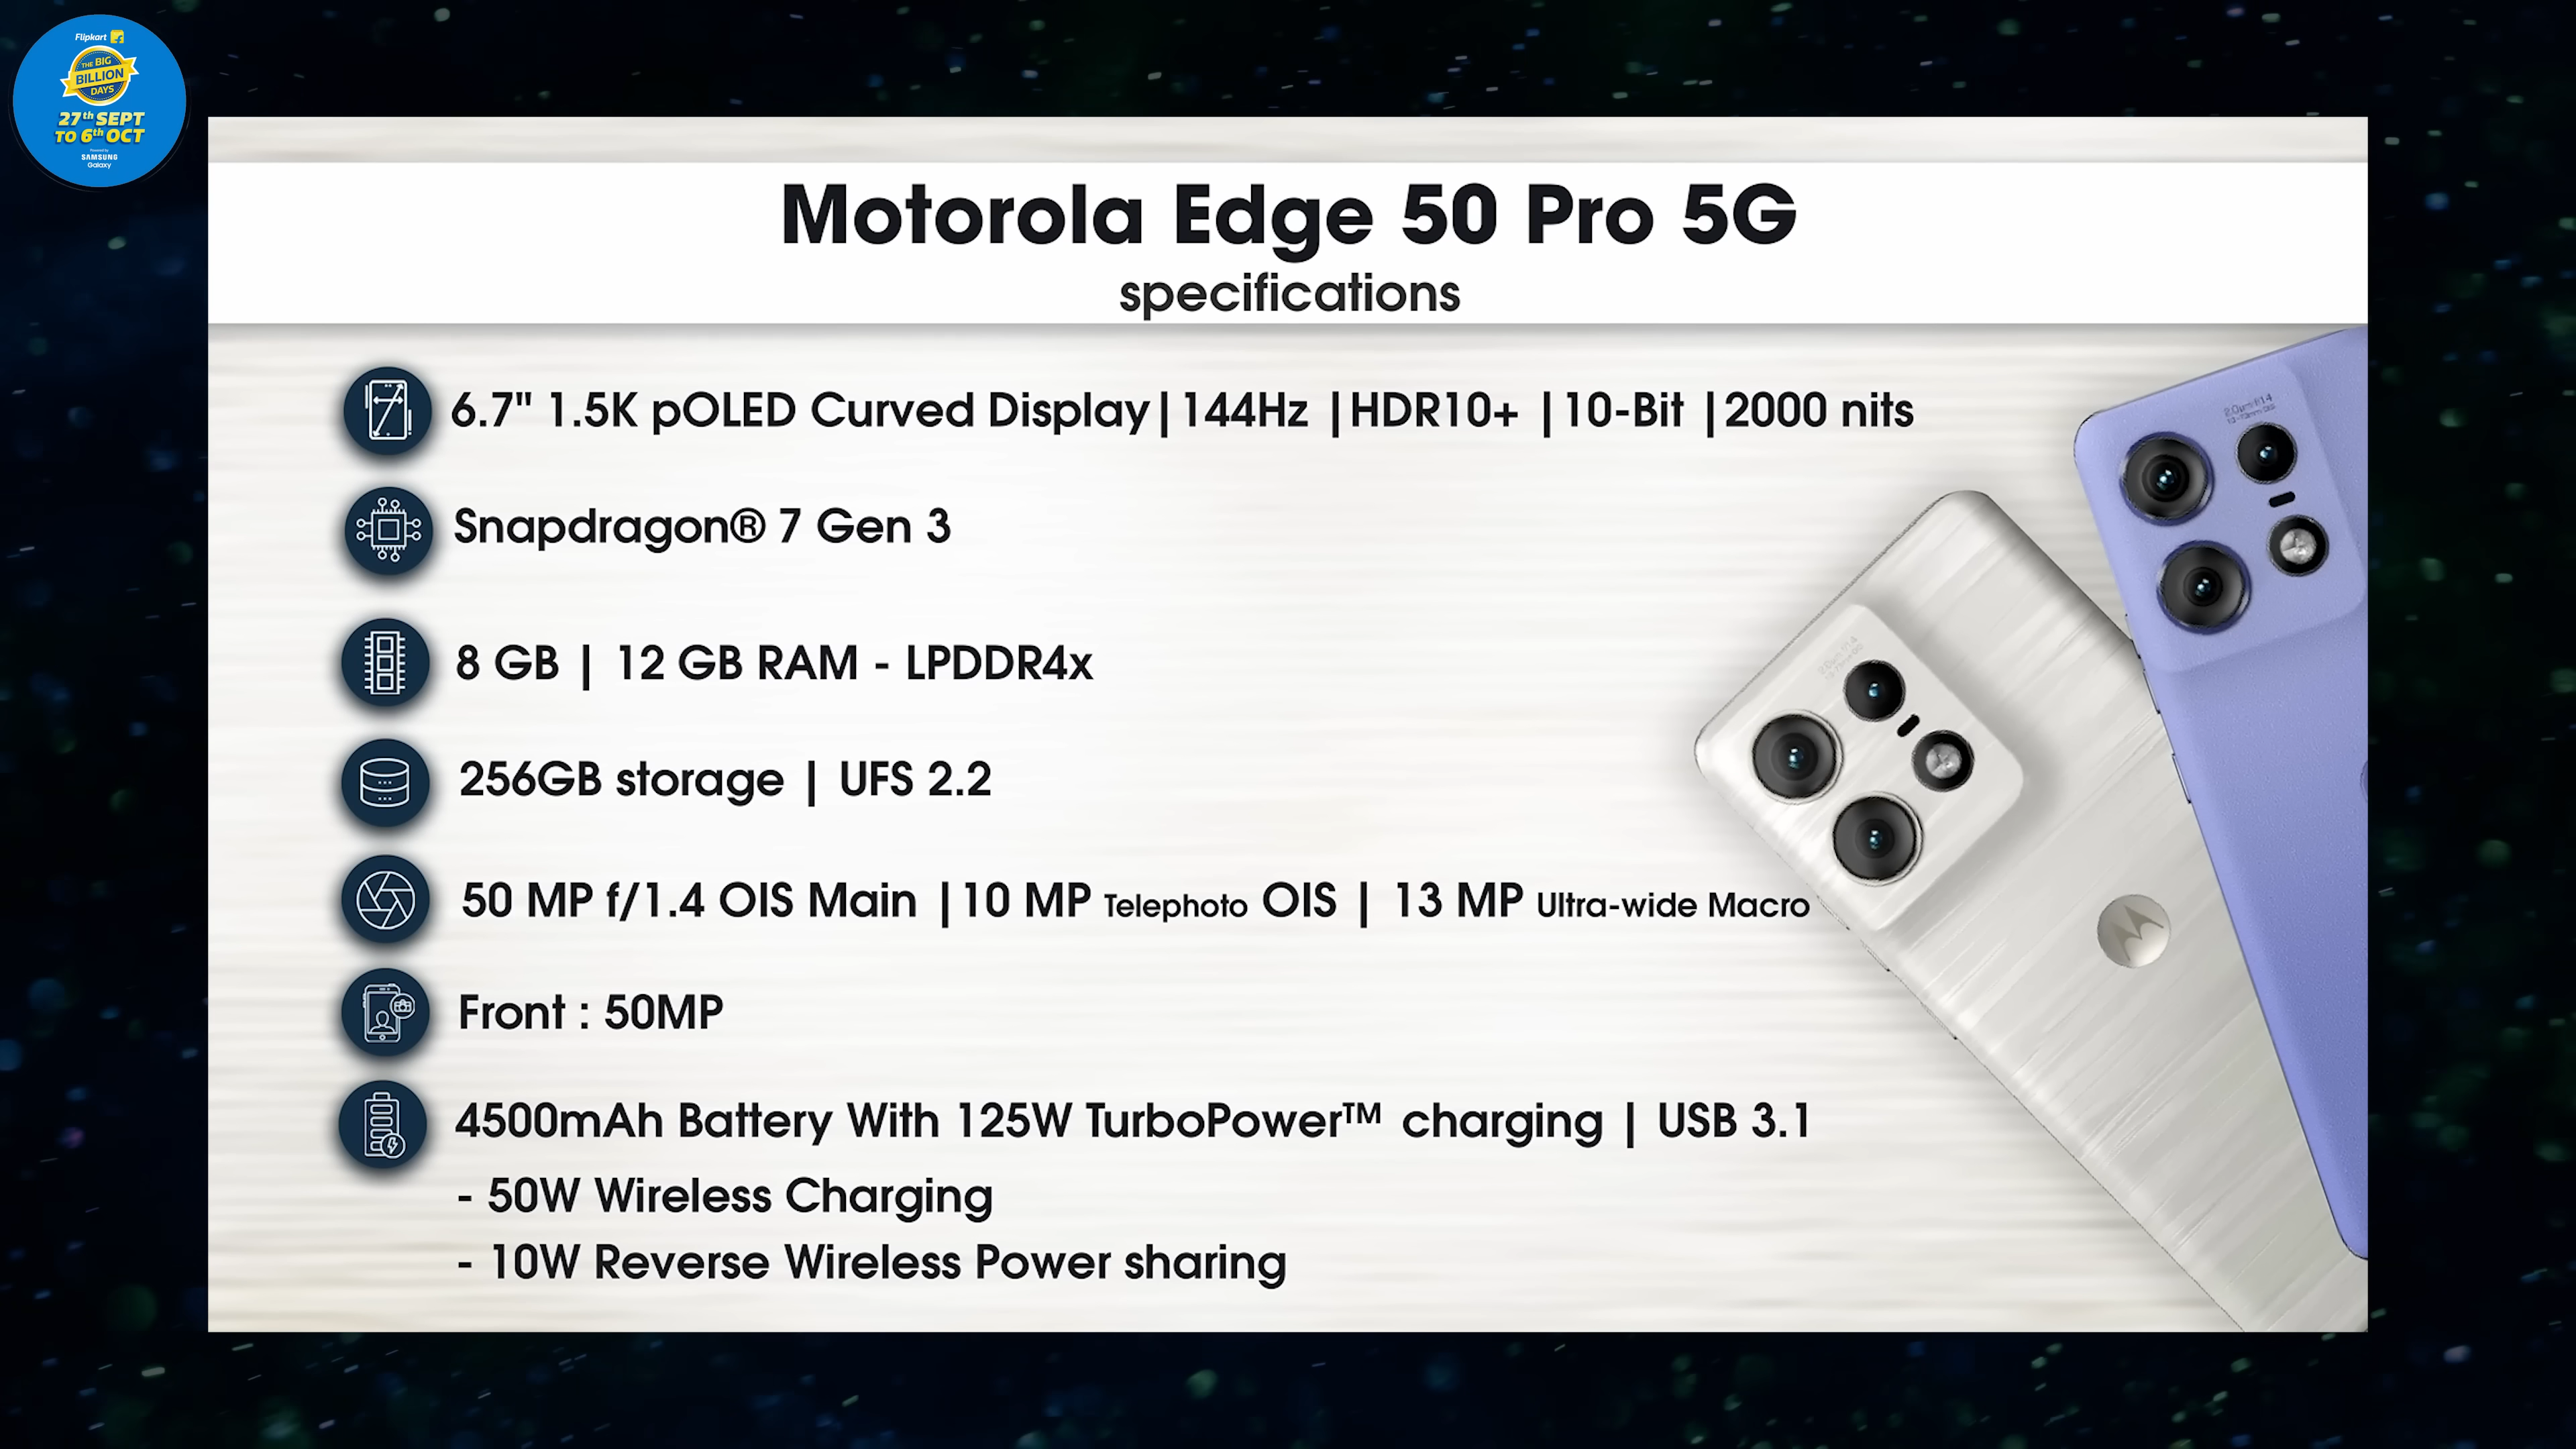 Flipkart
THE BIG
BILLION
DAYS
27th SEPT
TO 6th OCT
Powered by
SAMSUNG
Galaxy
Motorola Edge 50 Pro 5G
specifications
6.7" 1.5K pOLED Curved Display|144Hz |HDR10+ |10-Bit |2000 nits
Snapdragon® 7 Gen 3
8 GB | 12 GB RAM - LPDDR4x
256GB storage | UFS 2.2
50 MP f/1.4 OIS Main |10 MP Telephoto OIS | 13 MP Ultra-wide Macro
Front : 50MP
4500mAh Battery With 125W TurboPower™ charging | USB 3.1
- 50W Wireless Charging
- 10W Reverse Wireless Power sharing